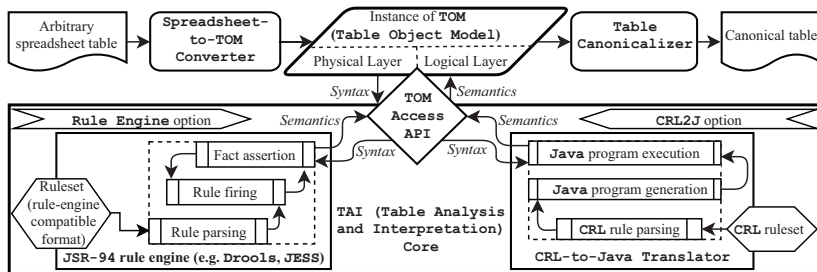 Arbitrary
spreadsheet table
Spreadsheet-
to-TOM
Converter
Instance of TOM
(Table Object Model)
Physical Layer
Logical Layer
Table
Canonicalizer
Canonical table
Syntax
Semantics
TOM
Access
API
Rule Engine option
CRL2J option
Semantics
Syntax
Semantics
Syntax
Fact assertion
Rule firing
Rule parsing
Ruleset
(rule-engine
compatible
format)
JSR-94 rule engine (e.g. Drools, JESS)
TAI (Table Analysis
and Interpretation)
Core
Java program execution
Java program generation
CRL rule parsing
CRL ruleset
CRL-to-Java Translator